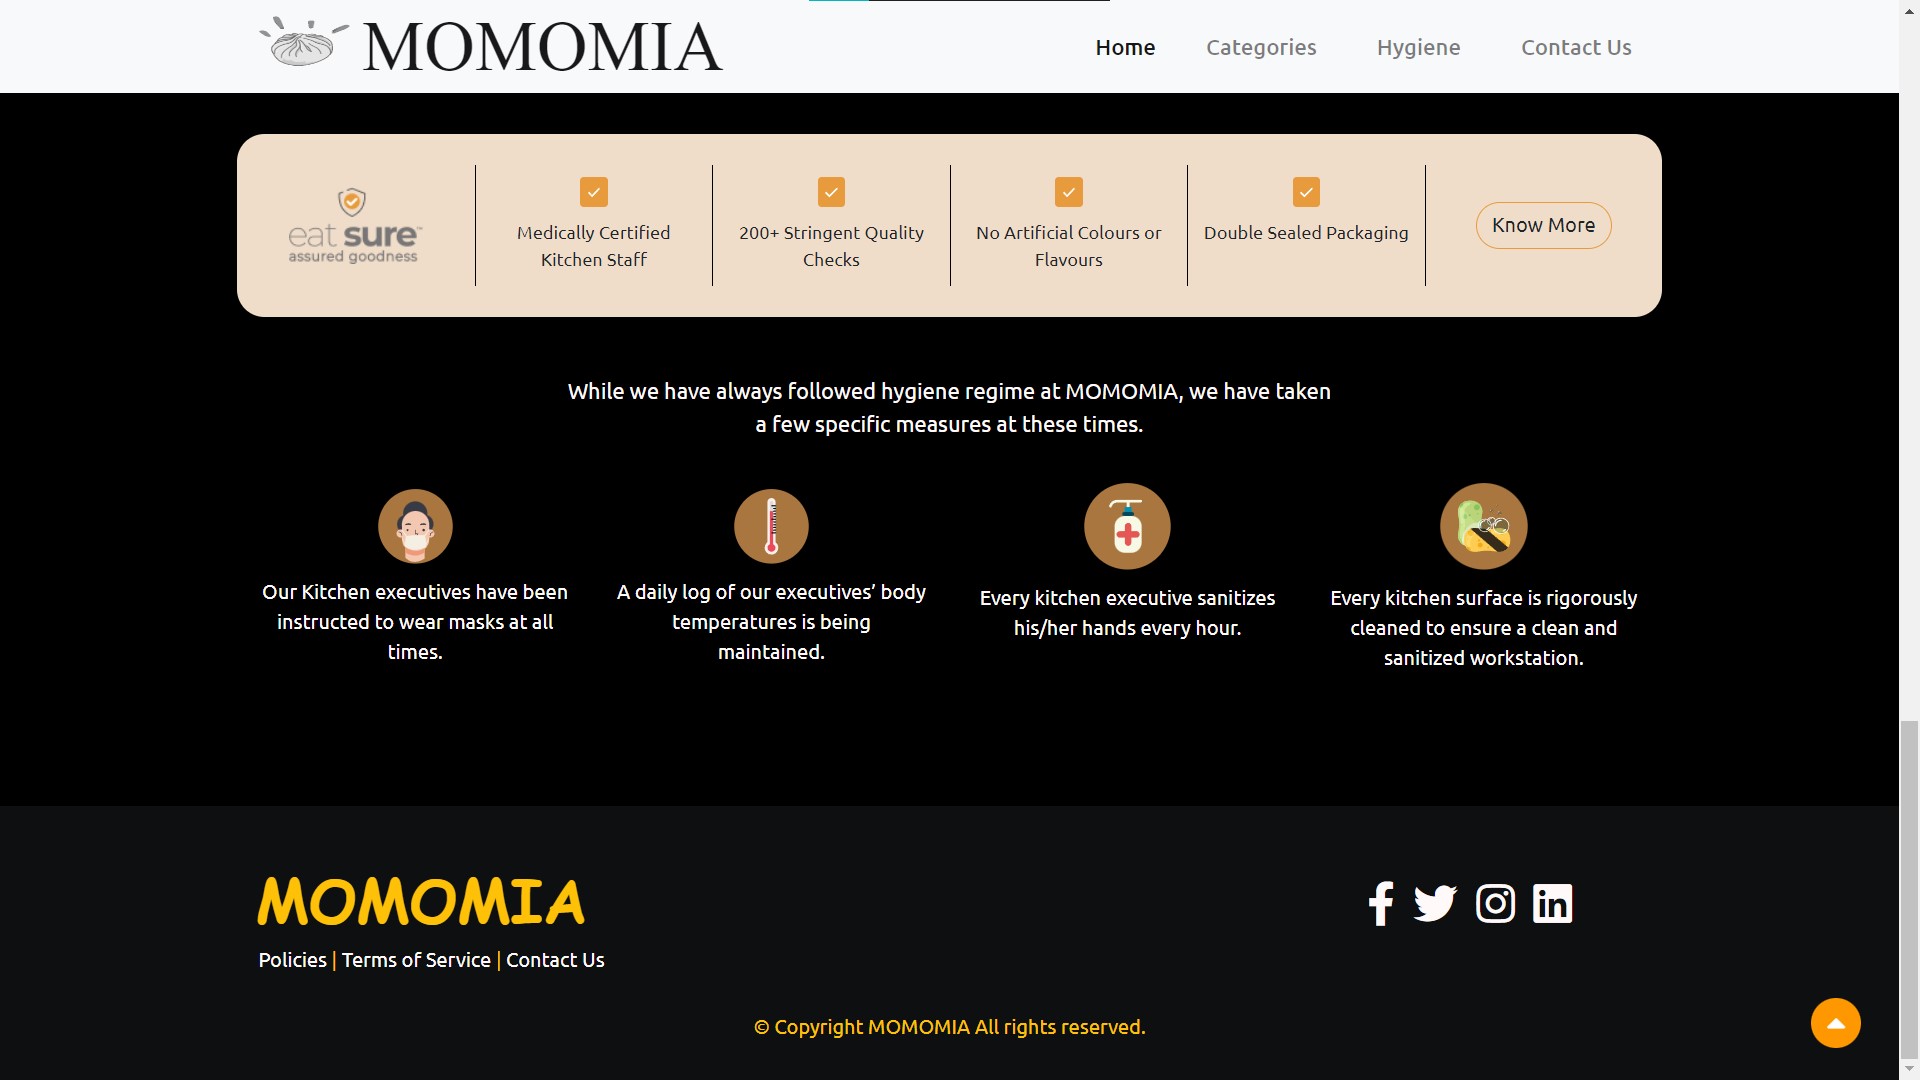 MOMOMIA
Home
Categories
Hygiene
Contact Us
eat sure™
assured goodness
Medically Certified
Kitchen Staff
200+ Stringent Quality
Checks
No Artificial Colours or
Flavours
Double Sealed Packaging
Know More
While we have always followed hygiene regime at MOMOMIA, we have taken
a few specific measures at these times.
Our Kitchen executives have been
instructed to wear masks at all
times.
A daily log of our executives’ body
temperatures is being
maintained.
Every kitchen executive sanitizes
his/her hands every hour.
Every kitchen surface is rigorously
cleaned to ensure a clean and
sanitized workstation.
MOMOMIA
Policies | Terms of Service | Contact Us
© Copyright MOMOMIA All rights reserved.